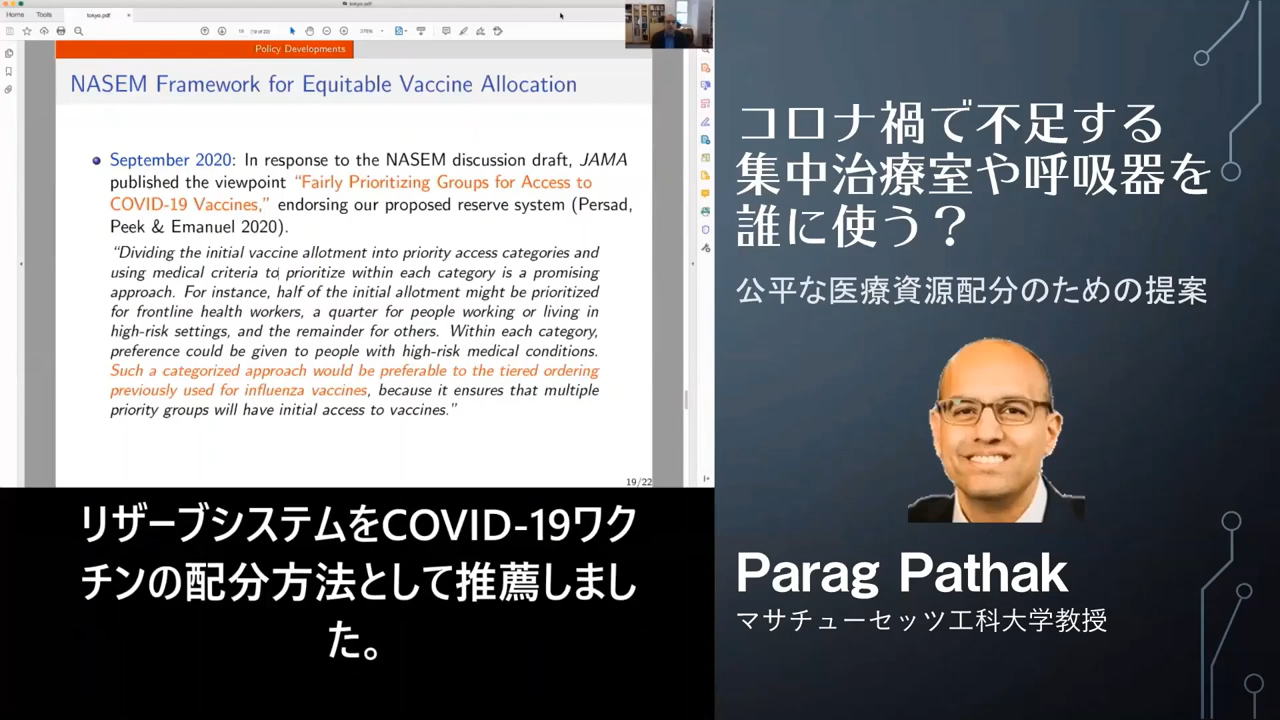 Home Tools tokyo.pdf
tokyo.pdf
Policy Developments
NASEM Framework for Equitable Vaccine Allocation
September 2020: In response to the NASEM discussion draft, JAMA
published the viewpoint “Fairly Prioritizing Groups for Access to
COVID-19 Vaccines,” endorsing our proposed reserve system (Persad,
Peek & Emanuel 2020).
“Dividing the initial vaccine allotment into priority access categories and
using medical criteria to prioritize within each category is a promising
approach. For instance, half of the initial allotment might be prioritized
for frontline health workers, a quarter for people working or living in
high-risk settings, and the remainder for others. Within each category,
preference could be given to people with high-risk medical conditions.
Such a categorized approach would be preferable to the tiered ordering
previously used for influenza vaccines, because it ensures that multiple
priority groups will have initial access to vaccines.”
19/22
リザーブシステムをCOVID-19ワク
チンの配分方法として推薦しまし
た。
コロナ禍で不足する
集中治療室や呼吸器を
誰に使う？
公平な医療資源配分のための提案
Parag Pathak
マサチューセッツ工科大学教授